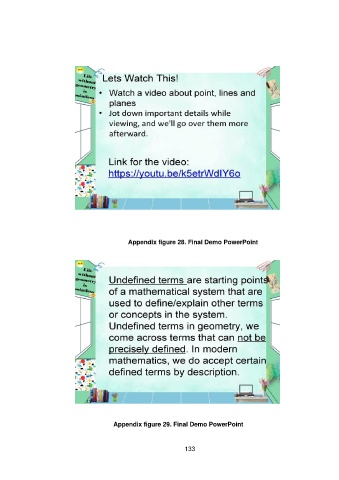 Life
without
geometry
is
pointless
Lets Watch This!
• Watch a video about point, lines and
planes
• Jot down important details while
viewing, and we'll go over them more
afterward.
Link for the video:
https://youtu.be/k5etrWdIY6o
Appendix figure 28. Final Demo PowerPoint
Life
without
geometry
is
pointless
Undefined terms are starting points
of a mathematical system that are
used to define/explain other terms
or concepts in the system.
Undefined terms in geometry, we
come across terms that can not be
precisely defined. In modern
mathematics, we do accept certain
defined terms by description.
Appendix figure 29. Final Demo PowerPoint
133